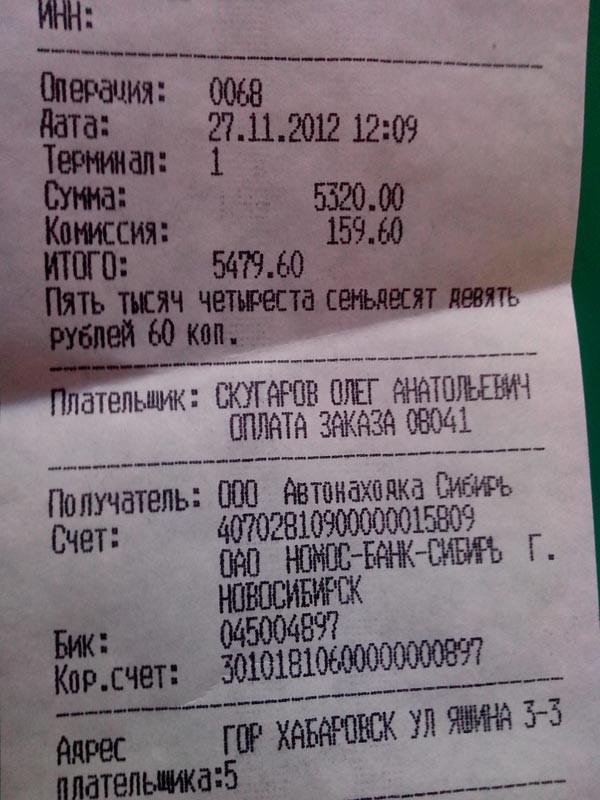 ИНН:
Операция: 0068
Дата: 27.11.2012 12:09
Терминал: 1
Сумма: 5320.00
Комиссия: 159.60
ИТОГО: 5479.60
Пять тысяч четыреста семьдесят девять
рублей 60 коп.
Плательщик: СКУГАРОВ ОЛЕГ АНАТОЛЬЕВИЧ
ОПЛАТА ЗАКАЗА 08041
Получатель: ООО Автонаходка Сибирь
Счет: 40702810900000015809
ОАО НОМОС-БАНК-СИБИРЬ Г.
НОВОСИБИРСК
Бик: 045004897
Кор.счет: 30101810600000000897
Адрес ГОР ХАБАРОВСК УЛ ЯШИНА 3-3
плательщика:5